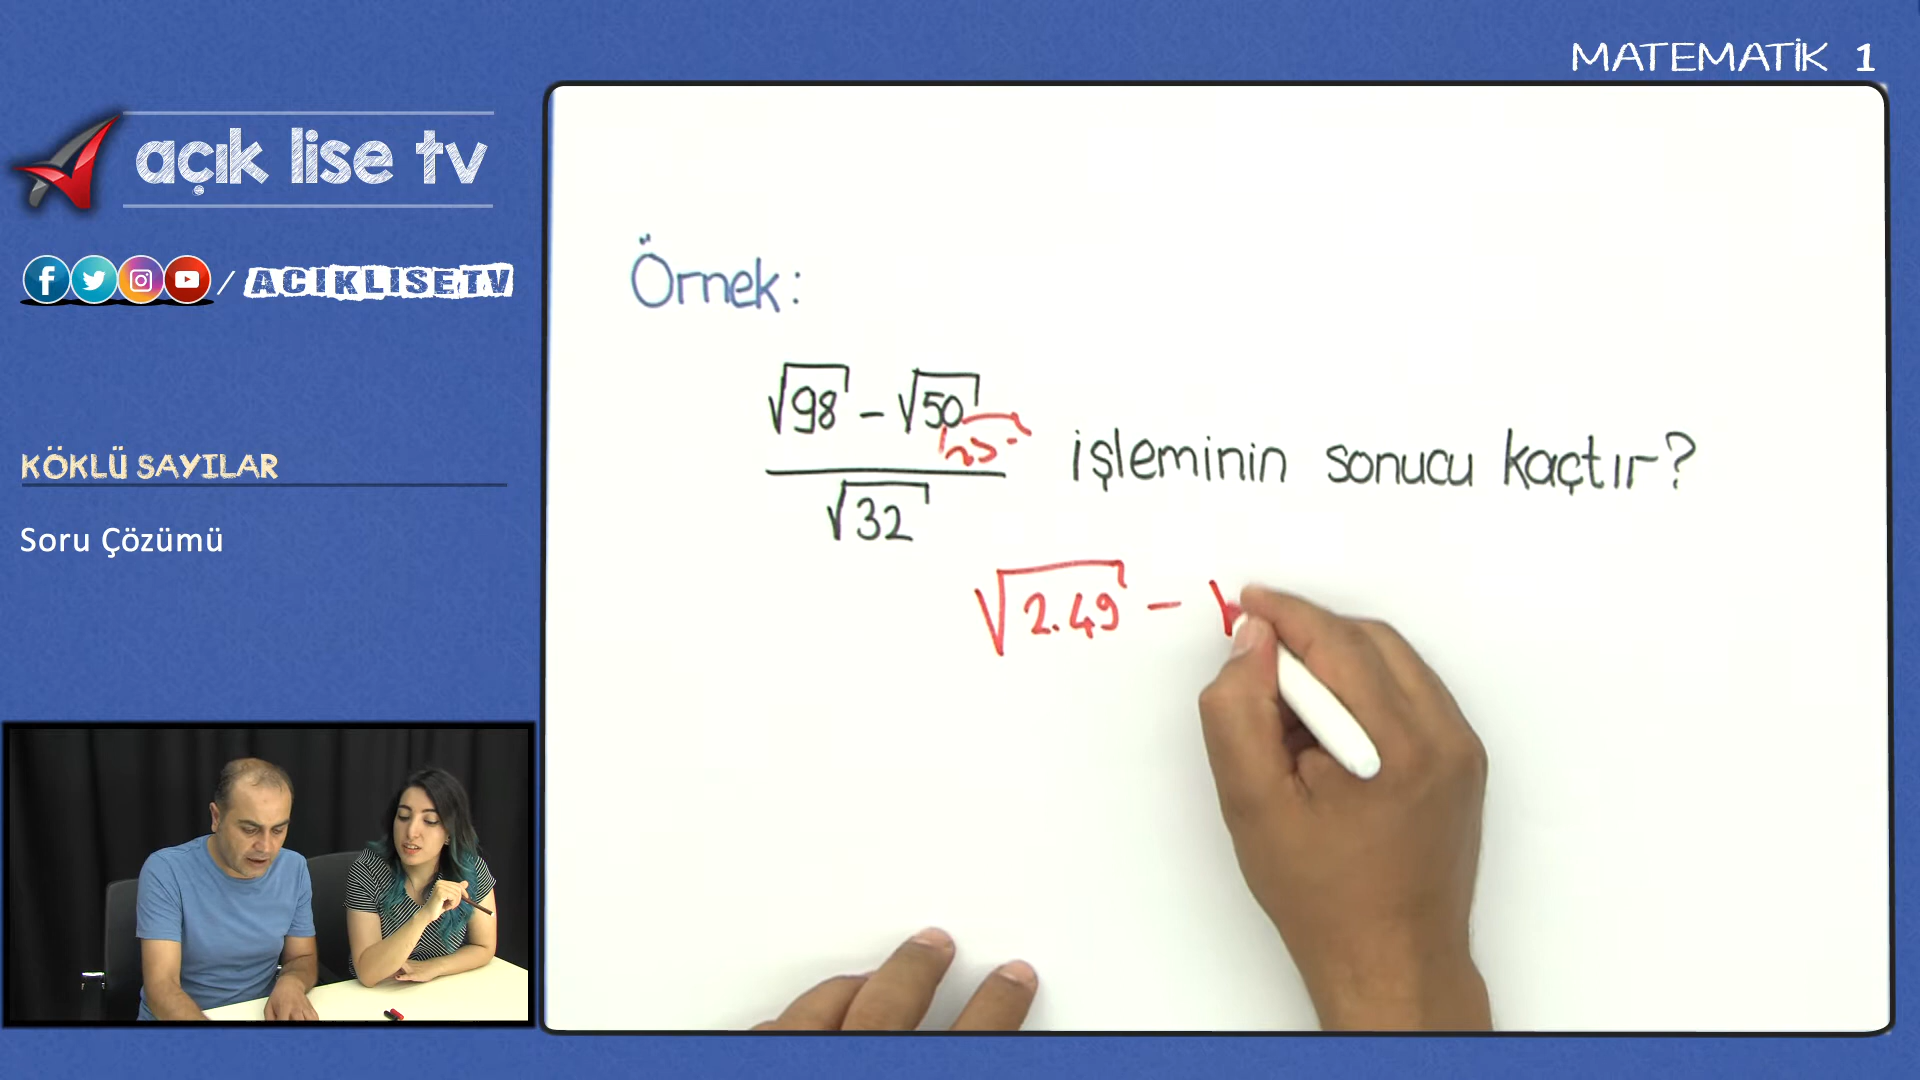 MATEMATİK 1
açık lise tv
/ ACIKLISETV
KÖKLÜ SAYILAR
Soru Çözümü
Örnek:
√98 - √50
√32
işleminin sonucu kaçtır?
√2.49 -